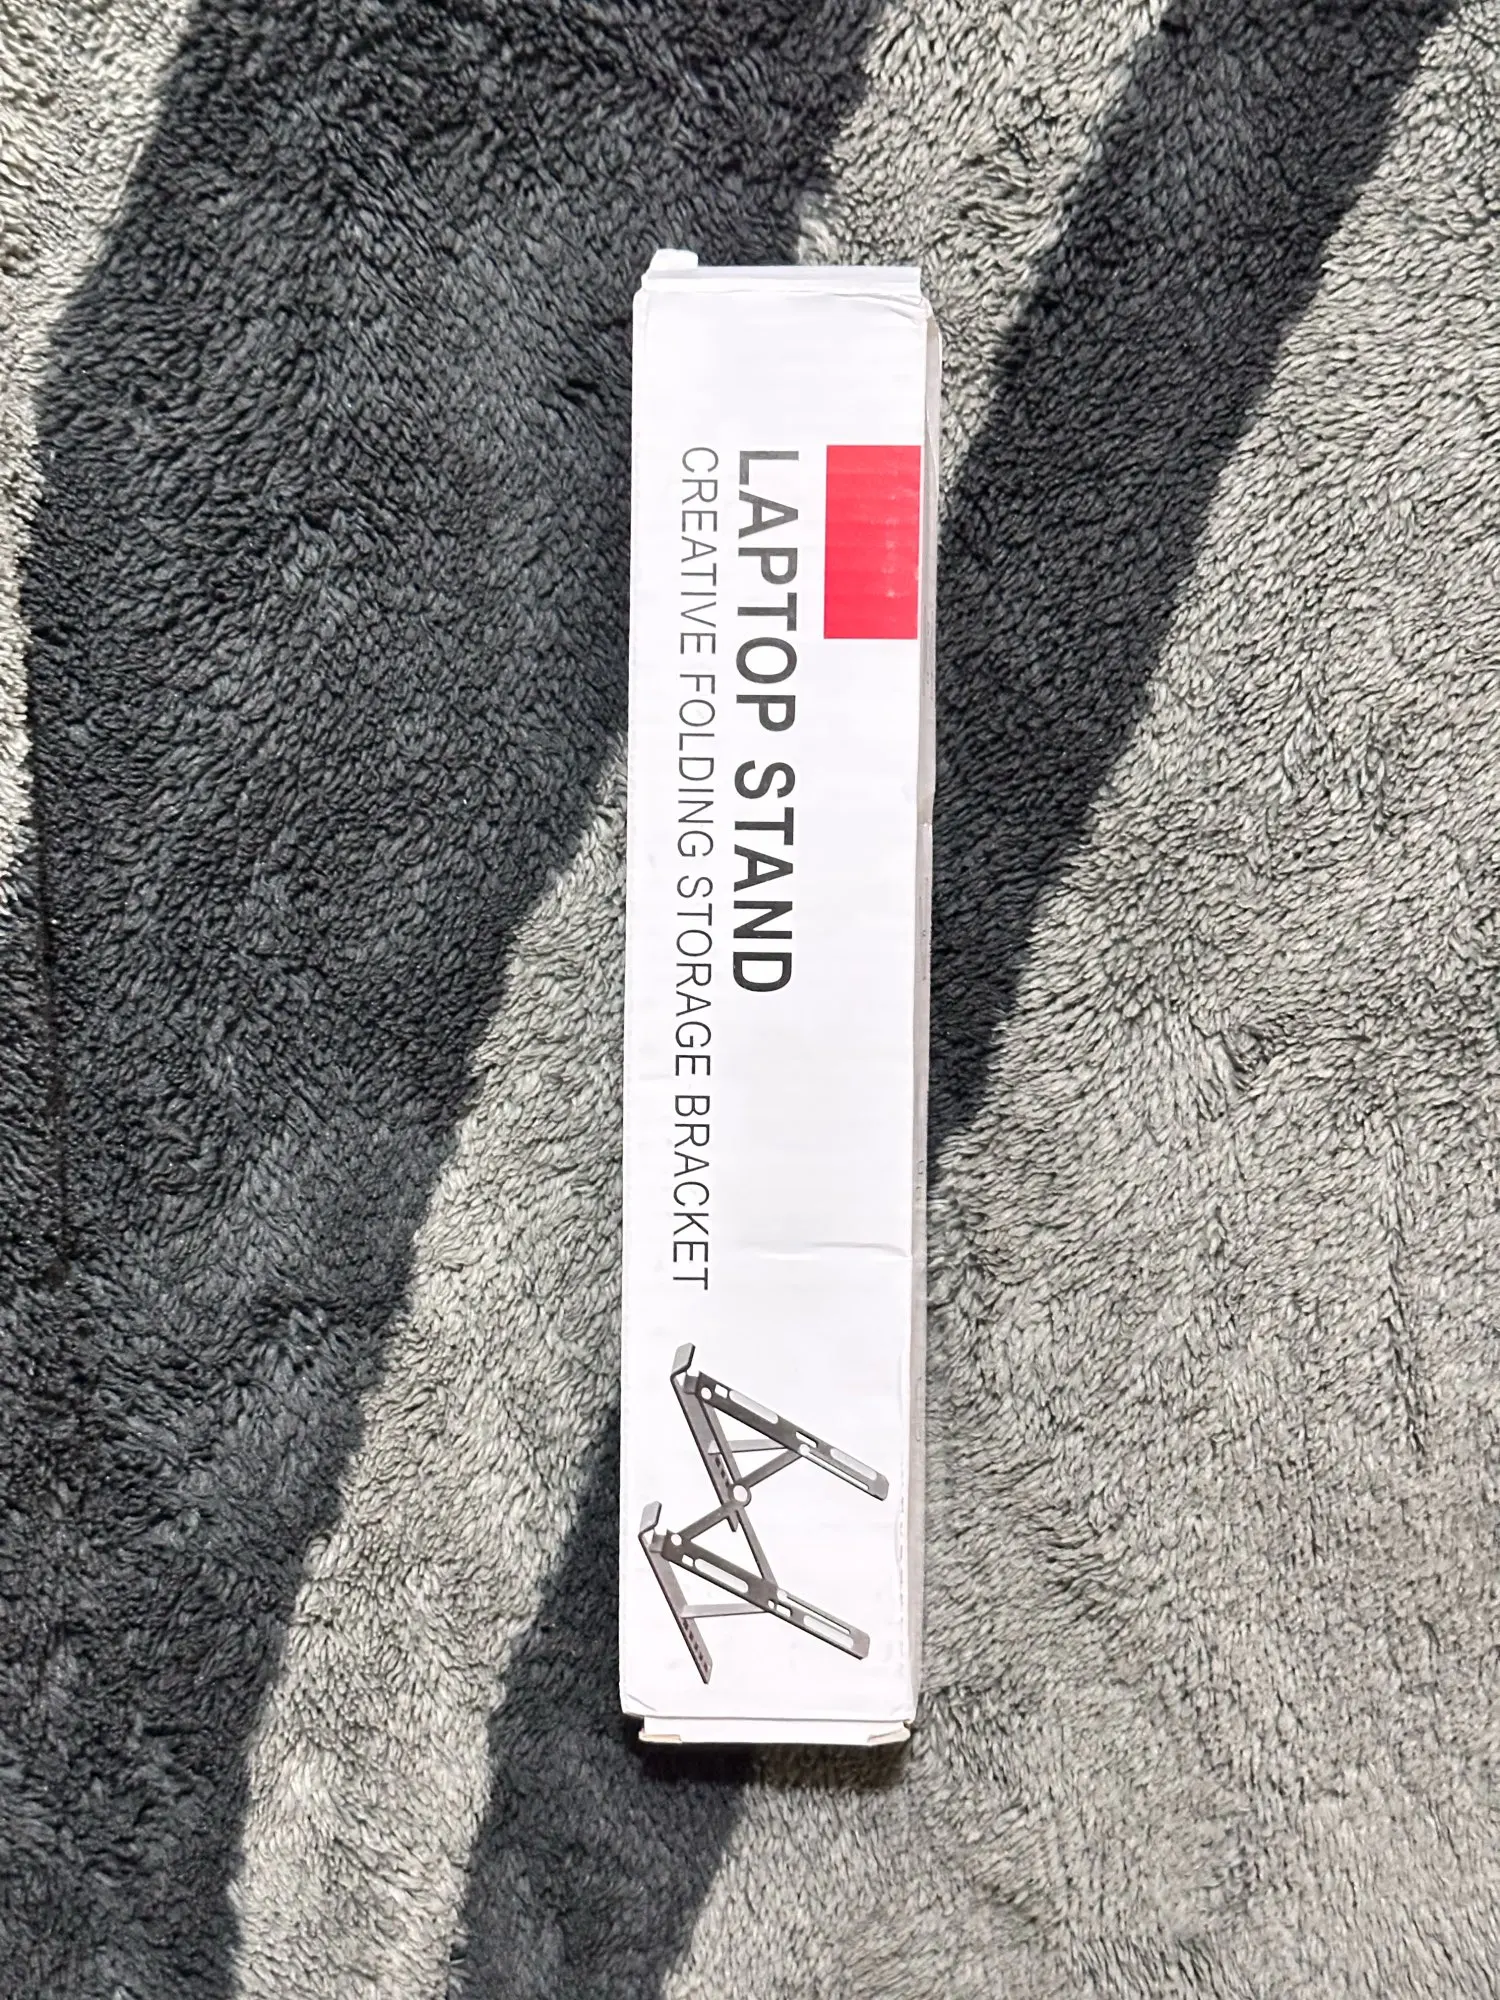 LAPTOP STAND
CREATIVE FOLDING STORAGE BRACKET